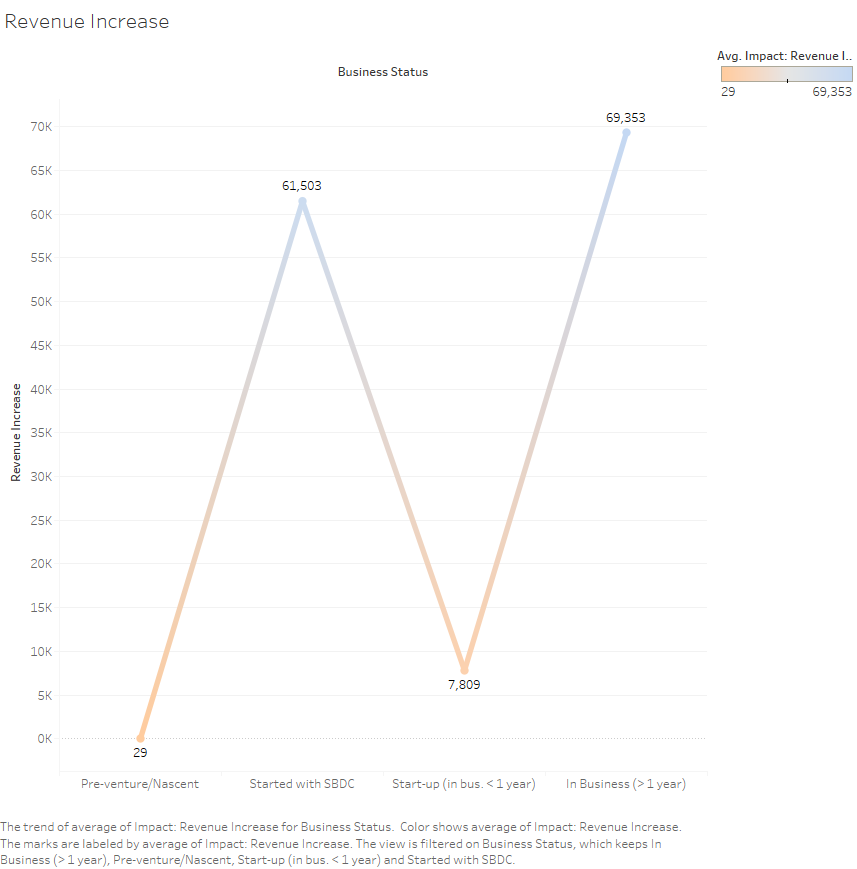 Revenue Increase
Avg. Impact: Revenue I..
Business Status
29 69,353
69,353
70K
65K
61,503
60K
55K
50K
45K
40K
35K
30K
25K
20K
15K
10K
7,809
5K
0K
29
Revenue Increase
Pre-venture/Nascent Started with SBDC Start-up (in bus. < 1 year) In Business (> 1 year)
The trend of average of Impact: Revenue Increase for Business Status. Color shows average of Impact: Revenue Increase.
The marks are labeled by average of Impact: Revenue Increase. The view is filtered on Business Status, which keeps In
Business (> 1 year), Pre-venture/Nascent, Start-up (in bus. < 1 year) and Started with SBDC.